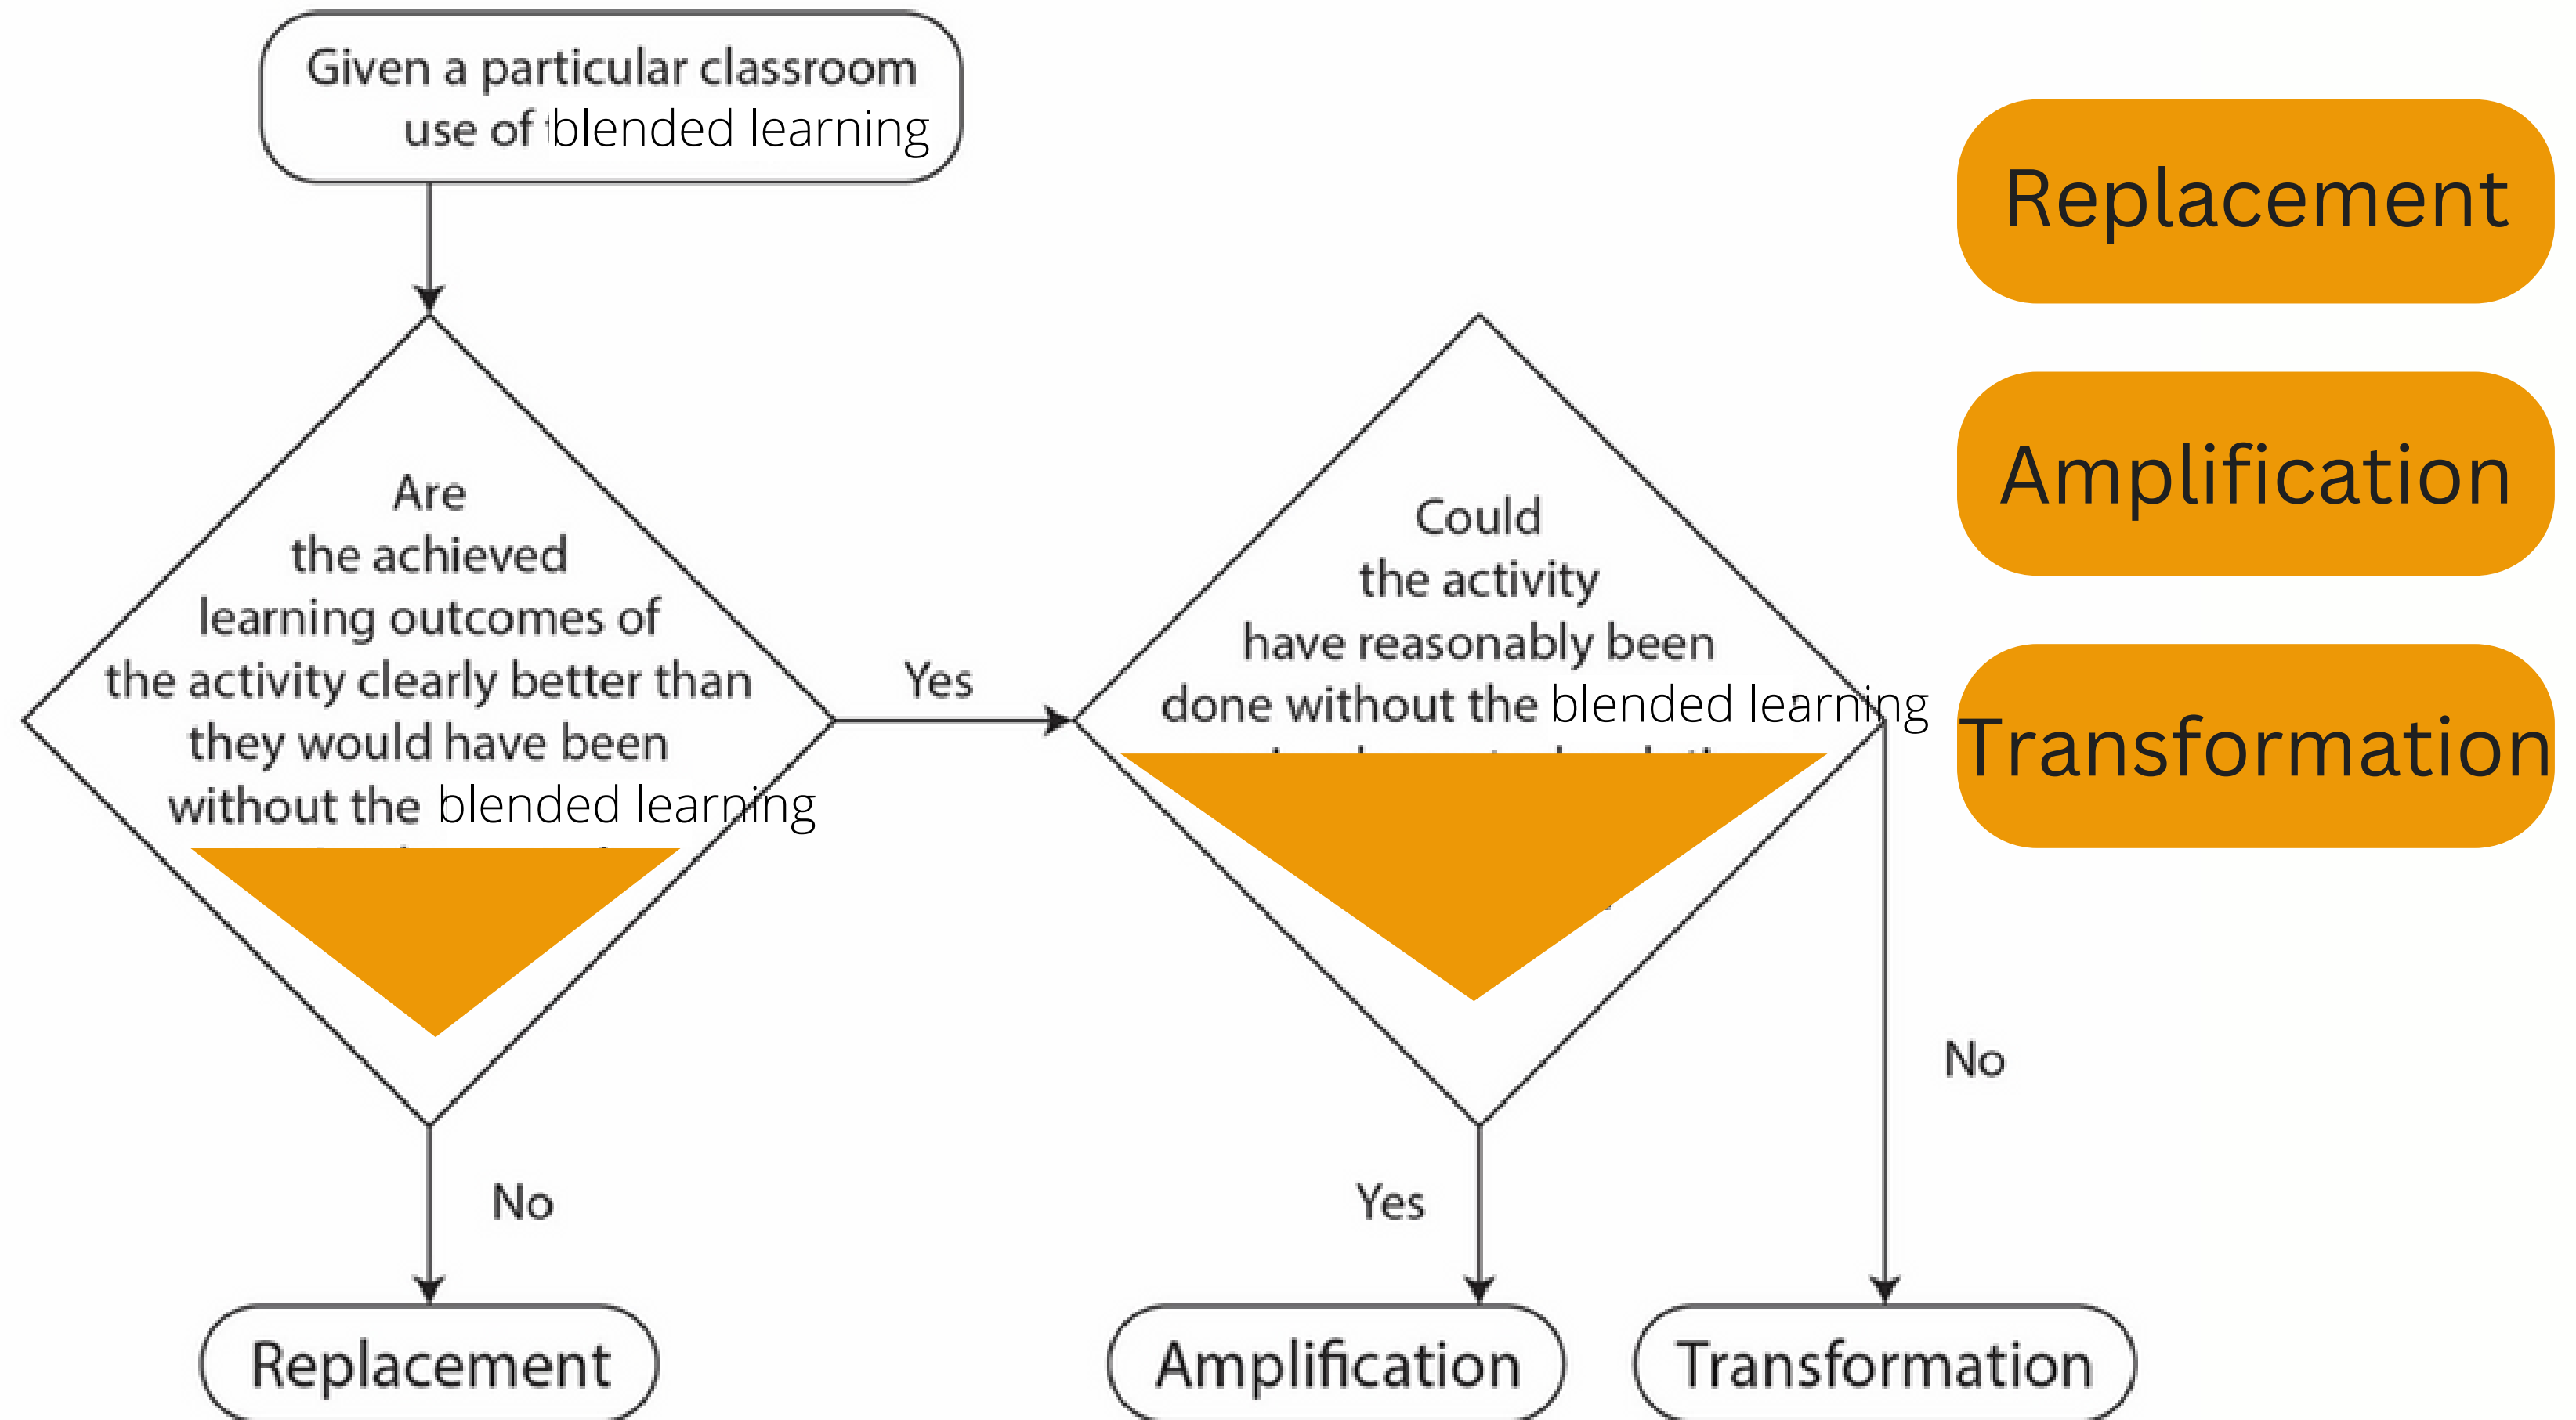 Given a particular classroom
use of blended learning
Are
the achieved
learning outcomes of
the activity clearly better than
they would have been
without the blended learning
Yes
No
Replacement
Could
the activity
have reasonably been
done without the blended learning
Yes
No
Amplification
Transformation
Replacement
Amplification
Transformation